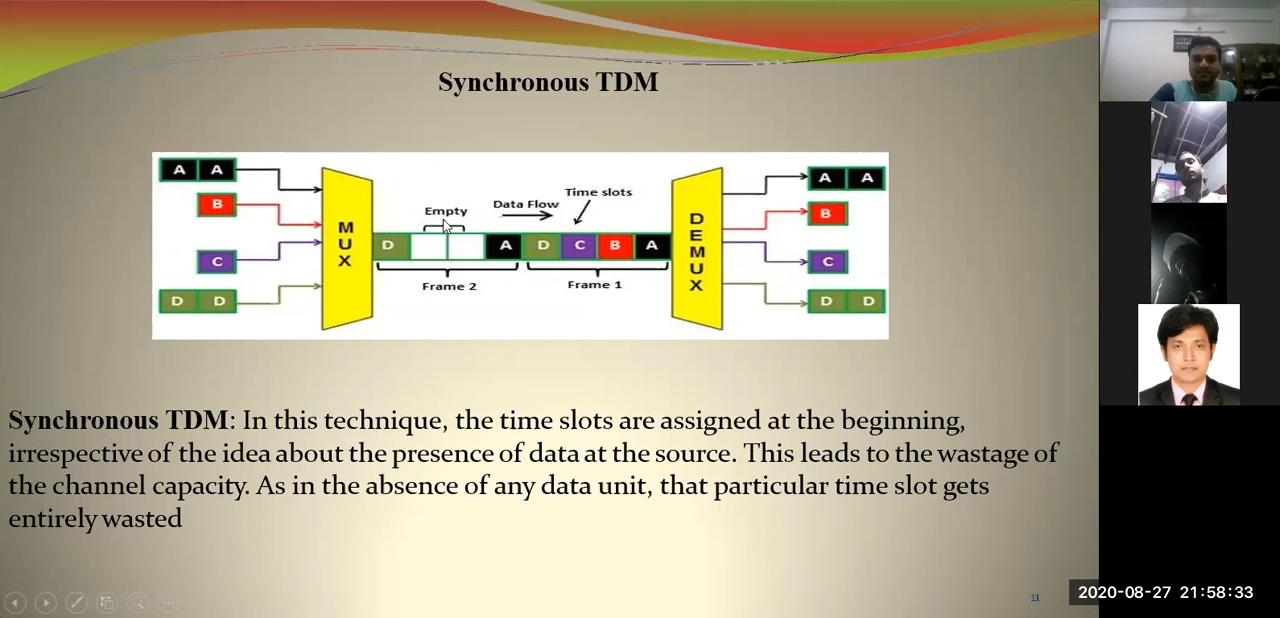 Synchronous TDM
A A
B
C
D D
MUX
Empty
Data Flow
Time slots
D A D C B A
Frame 2
Frame 1
DEMUX
A A
B
C
D D
Synchronous TDM: In this technique, the time slots are assigned at the beginning,
irrespective of the idea about the presence of data at the source. This leads to the wastage of
the channel capacity. As in the absence of any data unit, that particular time slot gets
entirely wasted
11
2020-08-27 21:58:33